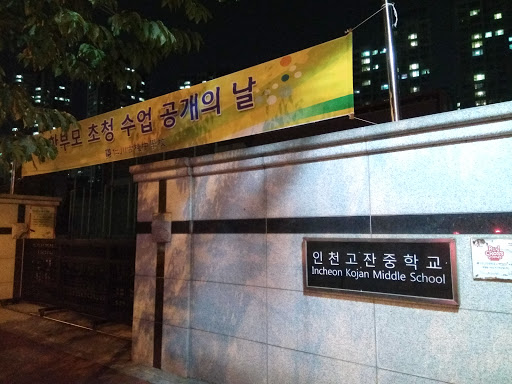 학부모 초청 수업 공개의 날
인천고잔중학교
Incheon Kojan Middle School